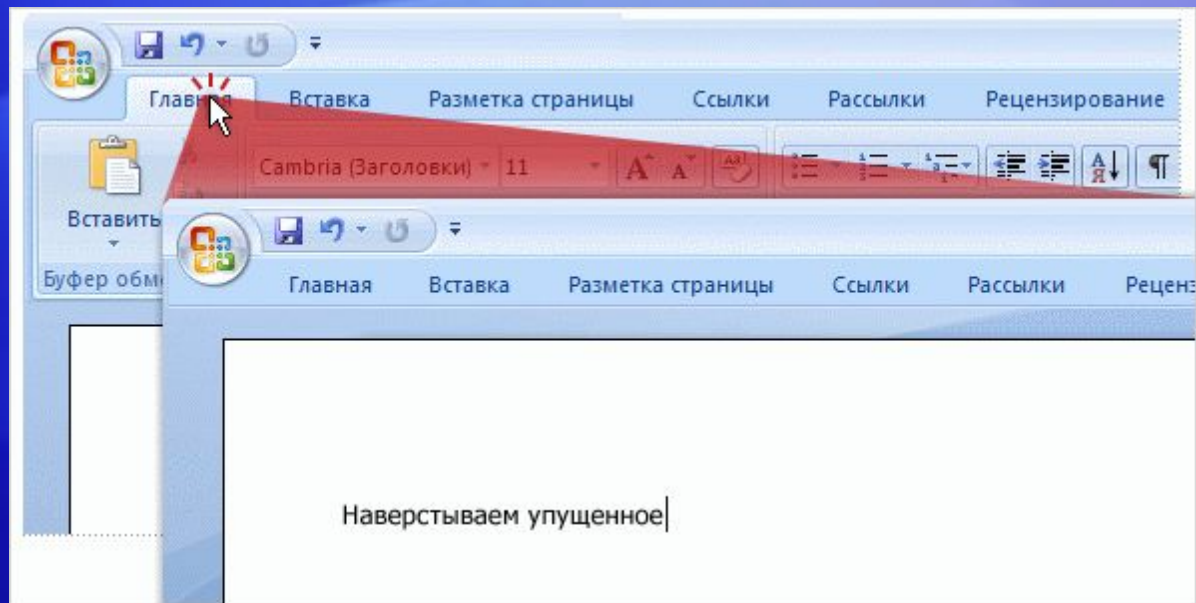 Главная Вставка Разметка страницы Ссылки Рассылки Рецензирование
Cambria (Заголовки) 11
Вставить
Буфер
Главная Вставка Разметка страницы Ссылки Рассылки
Наверстываем упущенное